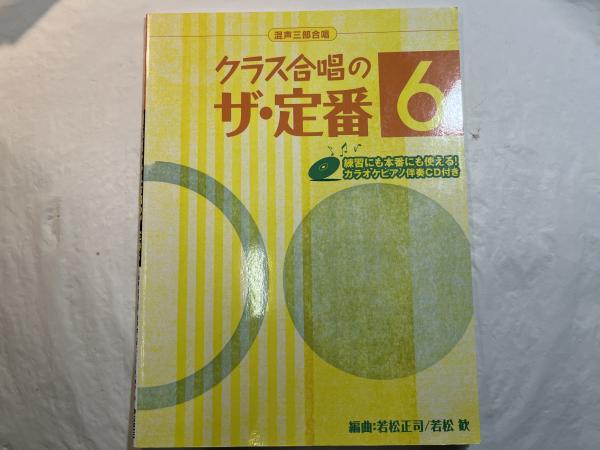 混声三部合唱
クラス合唱の
ザ・定番
6
練習にも本番にも使える!
カラオケピアノ伴奏CD付き
編曲:若松正司/若松 歓